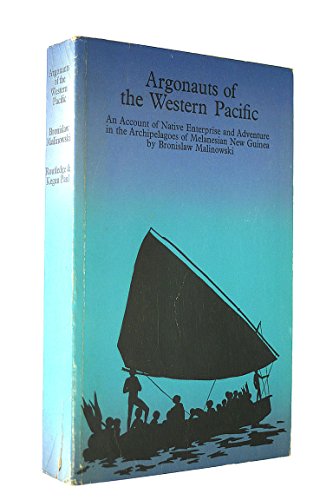 Argonauts of
the Western Pacific
An Account of Native Enterprise and Adventure
in the Archipelagoes of Melanesian New Guinea
by Bronislaw Malinowski
Argonauts
of the
Western
Pacific
Bronislaw
Malinowski
Routledge &
Kegan Paul